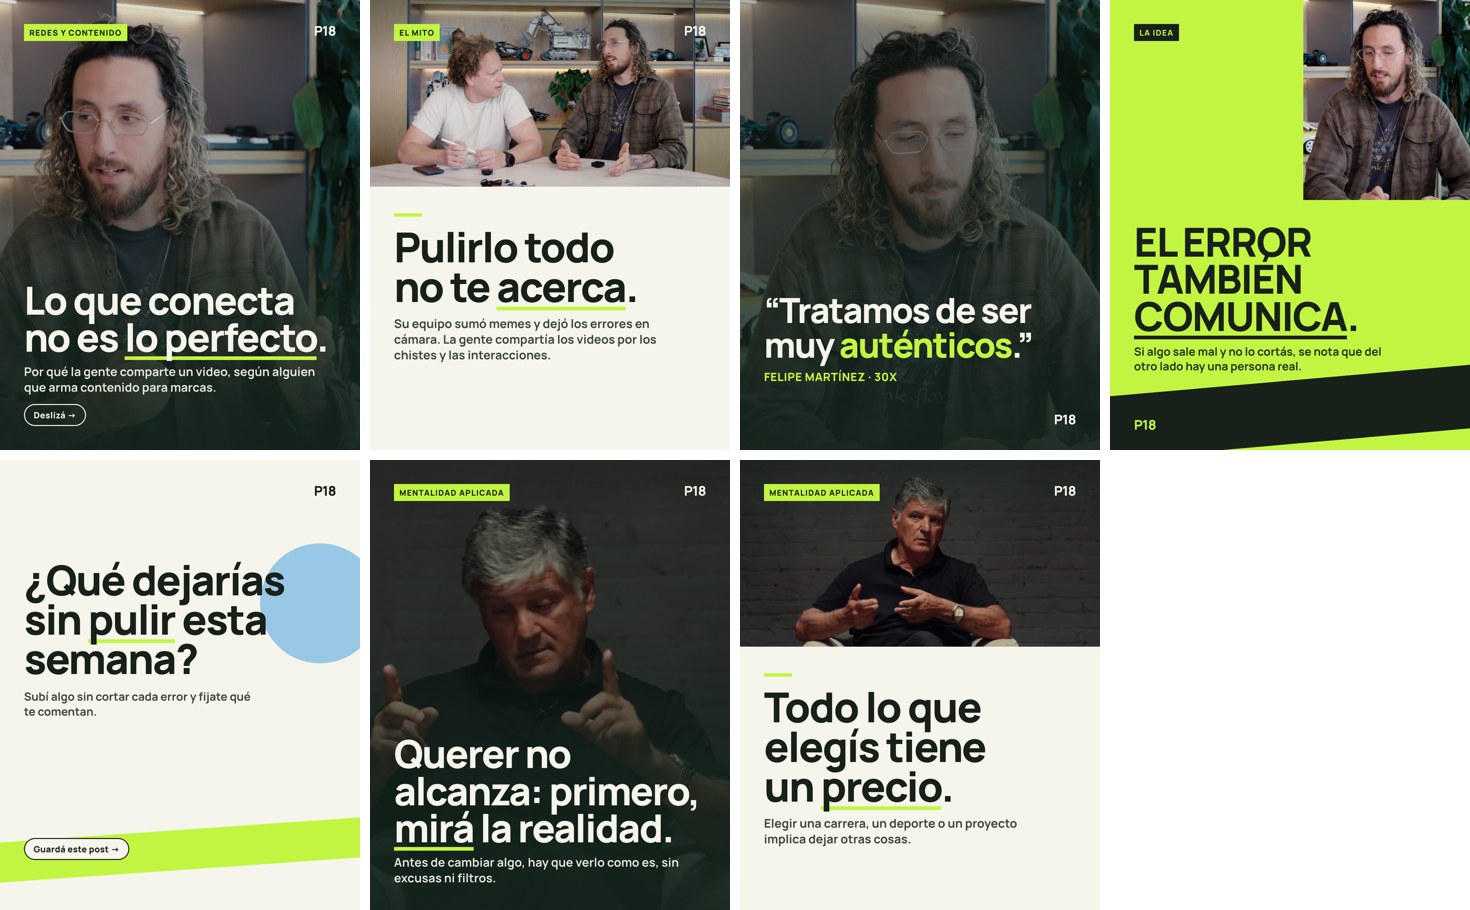 REDES Y CONTENIDO
P18
Lo que conecta
no es lo perfecto.
Por qué la gente comparte un video, según alguien
que arma contenido para marcas.
Deslizá →
EL MITO
P18
Pulirlo todo
no te acerca.
Su equipo sumó memes y dejó los errores en
cámara. La gente compartía los videos por los
chistes y las interacciones.
“Tratamos de ser
muy auténticos.”
FELIPE MARTÍNEZ · 30X
P18
LA IDEA
EL ERROR
TAMBIÉN
COMUNICA.
Si algo sale mal y no lo cortás, se nota que del
otro lado hay una persona real.
P18
P18
¿Qué dejarías
sin pulir esta
semana?
Subí algo sin cortar cada error y fijate qué
te comentan.
Guardá este post →
MENTALIDAD APLICADA
P18
Querer no
alcanza: primero,
mirá la realidad.
Antes de cambiar algo, hay que verlo como es, sin
excusas ni filtros.
MENTALIDAD APLICADA
P18
Todo lo que
elegís tiene
un precio.
Elegir una carrera, un deporte o un proyecto
implica dejar otras cosas.